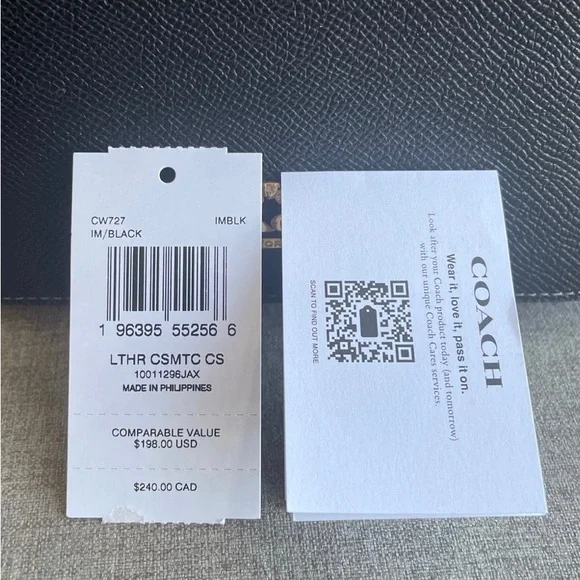 CW727 IMBLK
IM/BLACK
1 96395 55256 6
LTHR CSMTC CS
10011296JAX
MADE IN PHILIPPINES
COMPARABLE VALUE
$198.00 USD
$240.00 CAD
COACH
Wear it, love it, pass it on.
Look after your Coach product today (and tomorrow)
with our unique Coach Cares services.
SCAN TO FIND OUT MORE